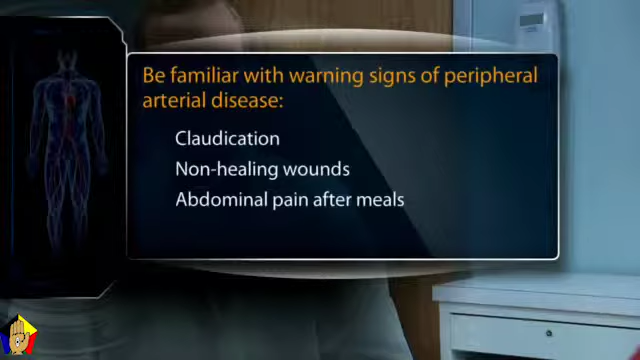 Be familiar with warning signs of peripheral
arterial disease:
Claudication
Non-healing wounds
Abdominal pain after meals